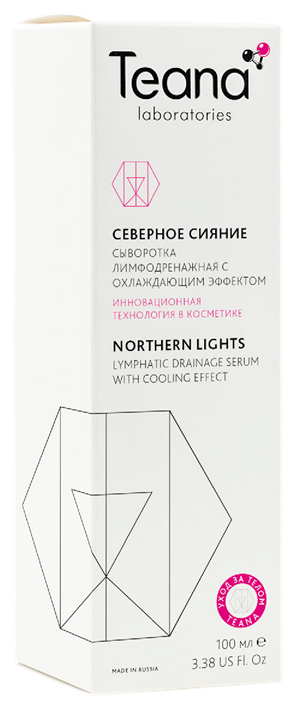 Teana
laboratories
СЕВЕРНОЕ СИЯНИЕ
СЫВОРОТКА
ЛИМФОДРЕНАЖНАЯ С
ОХЛАЖДАЮЩИМ ЭФФЕКТОМ
ИННОВАЦИОННАЯ
ТЕХНОЛОГИЯ В КОСМЕТИКЕ
NORTHERN LIGHTS
LYMPHATIC DRAINAGE SERUM
WITH COOLING EFFECT
УХОД ЗА ТЕЛОМ
TEANA
100 мл е
MADE IN RUSSIA
3.38 US Fl. Oz